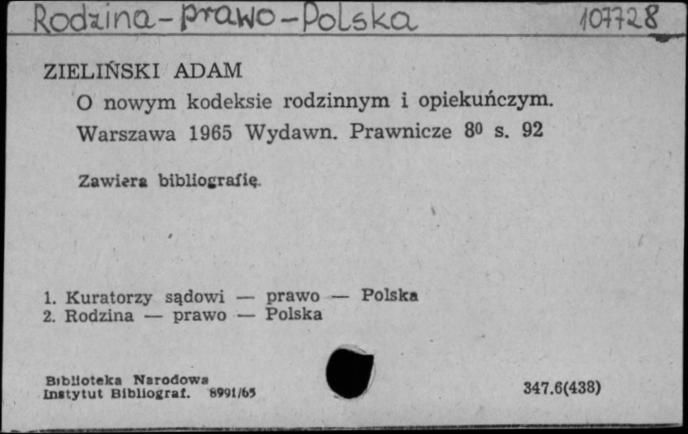 Rodzina-prawo-Polska 107728
ZIELIŃSKI ADAM
O nowym kodeksie rodzinnym i opiekuńczym.
Warszawa 1965 Wydawn. Prawnicze 8⁰ s. 92
Zawiera bibliografię.
1. Kuratorzy sądowi — prawo — Polska
2. Rodzina — prawo — Polska
Biblioteka Narodowa
Instytut Bibliograf. 8991/65
347.6(438)